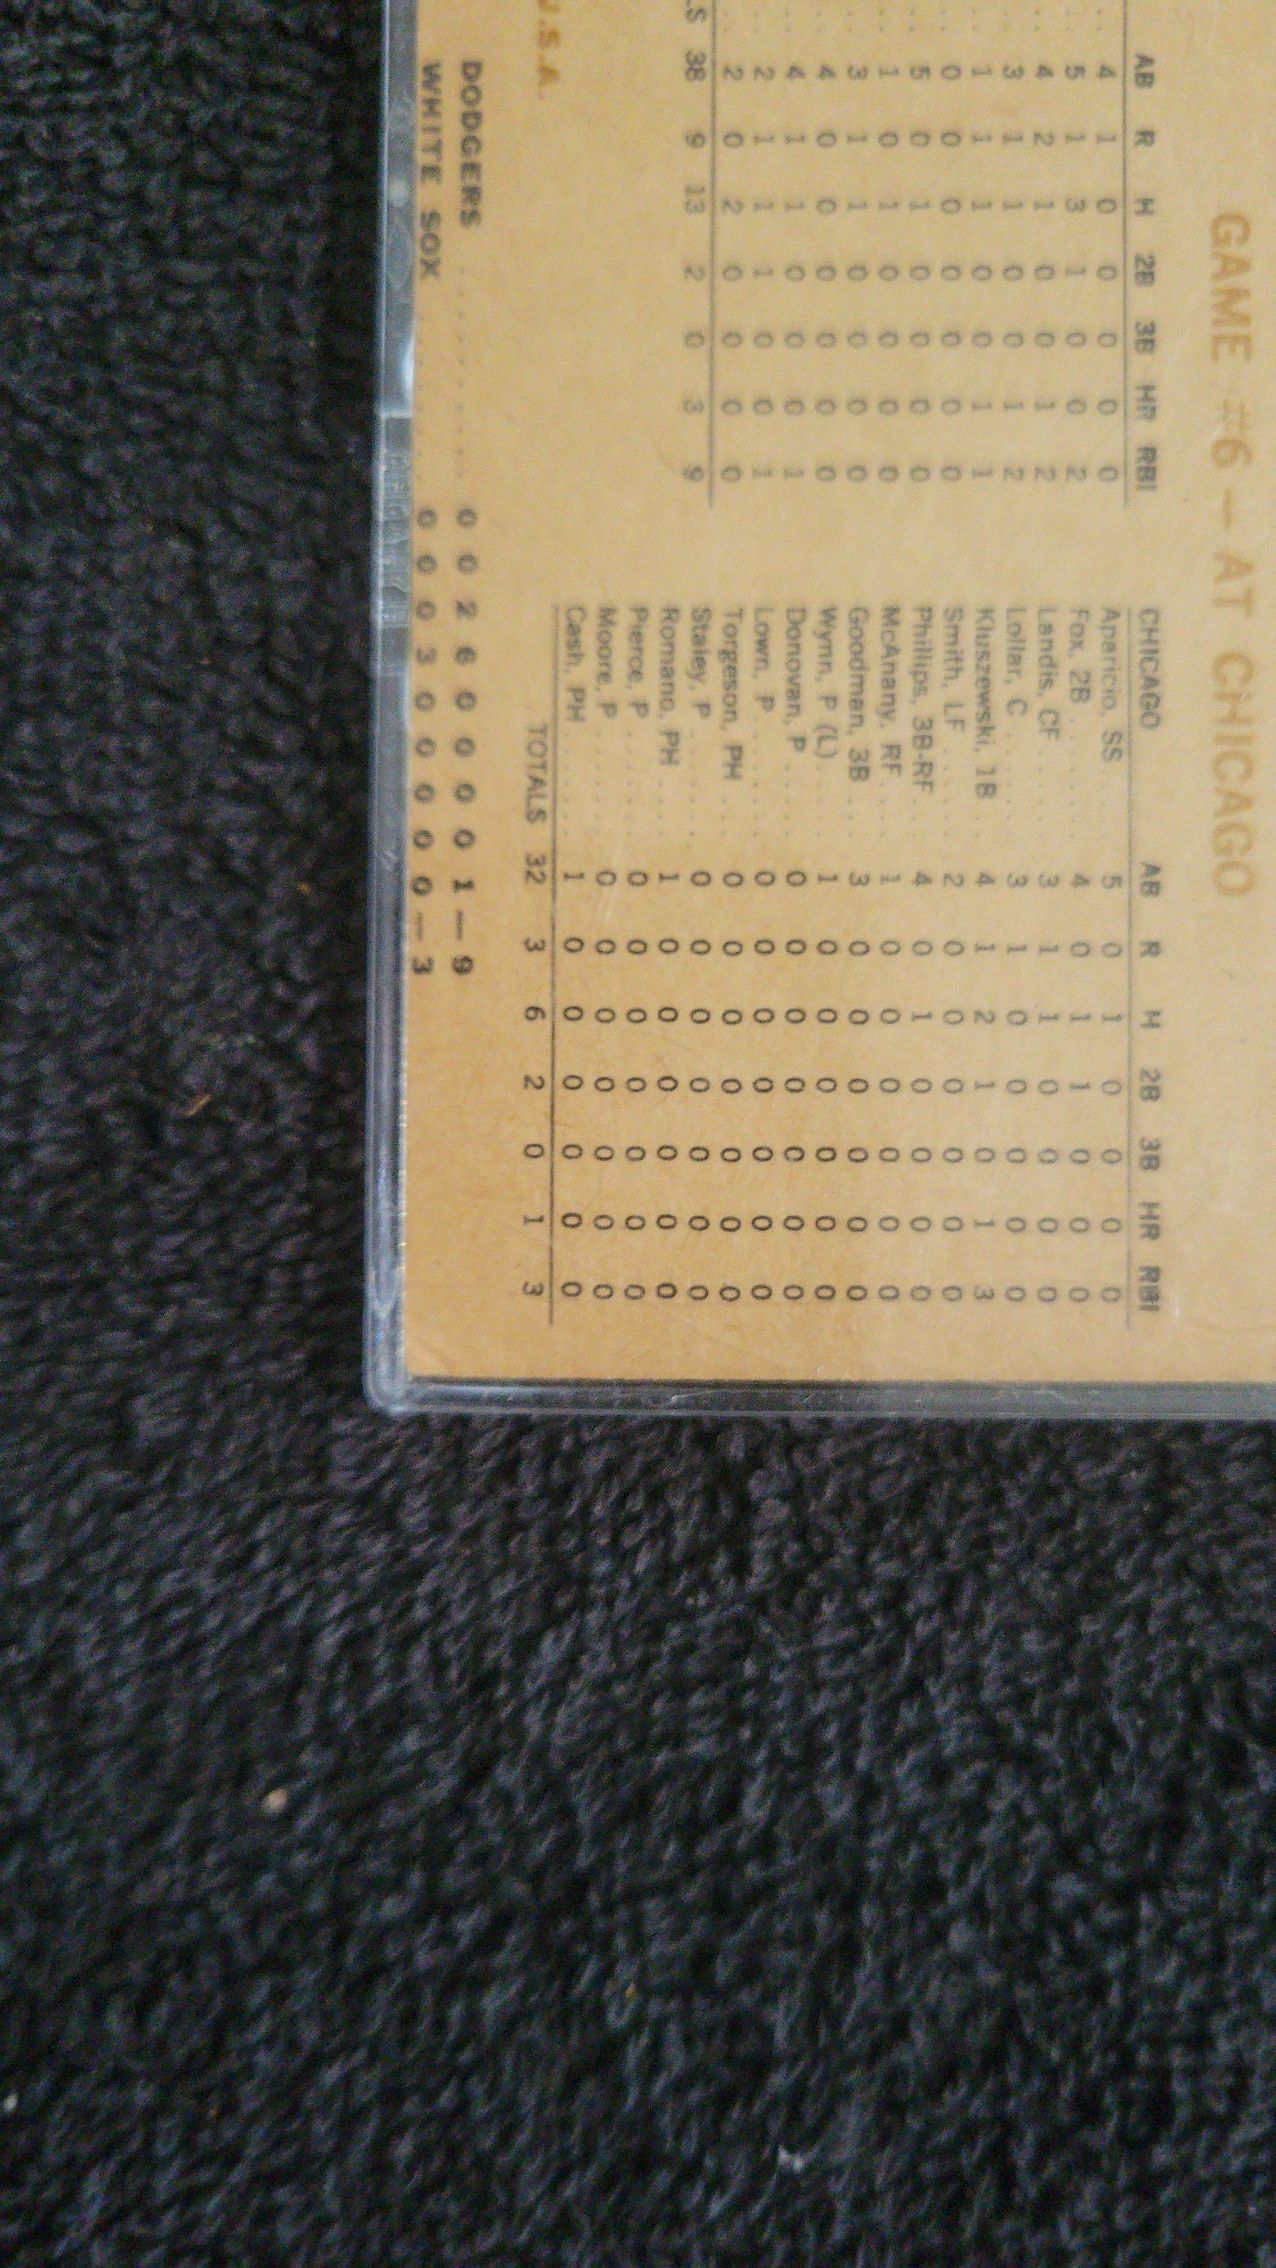 GAME #6 — AT CHICAGO
AB R H 2B 3B HR RBI
4 1 0 0 0 0 0
5 1 3 1 0 0 2
4 2 1 0 0 1 2
3 1 1 0 0 1 2
1 1 1 0 0 1 1
0 0 0 0 0 0 0
5 0 1 0 0 0 0
1 0 1 0 0 0 0
3 1 1 0 0 0 0
4 0 0 0 0 0 0
4 1 1 0 0 0 1
2 1 1 1 0 0 1
2 0 2 0 0 0 0
LS 38 9 13 2 0 3 9
CHICAGO AB R H 2B 3B HR RBI
Aparicio, SS 5 0 1 0 0 0 0
Fox, 2B 4 0 1 1 0 0 0
Landis, CF 3 1 1 0 0 0 0
Lollar, C 3 1 0 0 0 0 0
Kluszewski, 1B 4 1 2 1 0 1 3
Smith, LF 2 0 0 0 0 0 0
Phillips, 3B-RF 4 0 1 0 0 0 0
McAnany, RF 1 0 0 0 0 0 0
Goodman, 3B 3 0 0 0 0 0 0
Wynn, P (L) 1 0 0 0 0 0 0
Donovan, P 0 0 0 0 0 0 0
Lown, P 0 0 0 0 0 0 0
Torgeson, PH 0 0 0 0 0 0 0
Staley, P 0 0 0 0 0 0 0
Romano, PH 1 0 0 0 0 0 0
Pierce, P 0 0 0 0 0 0 0
Moore, P 0 0 0 0 0 0 0
Cash, PH 1 0 0 0 0 0 0
TOTALS 32 3 6 2 0 1 3
U.S.A.
DODGERS 0 0 2 6 0 0 0 0 1 — 9
WHITE SOX 0 0 0 3 0 0 0 0 0 — 3